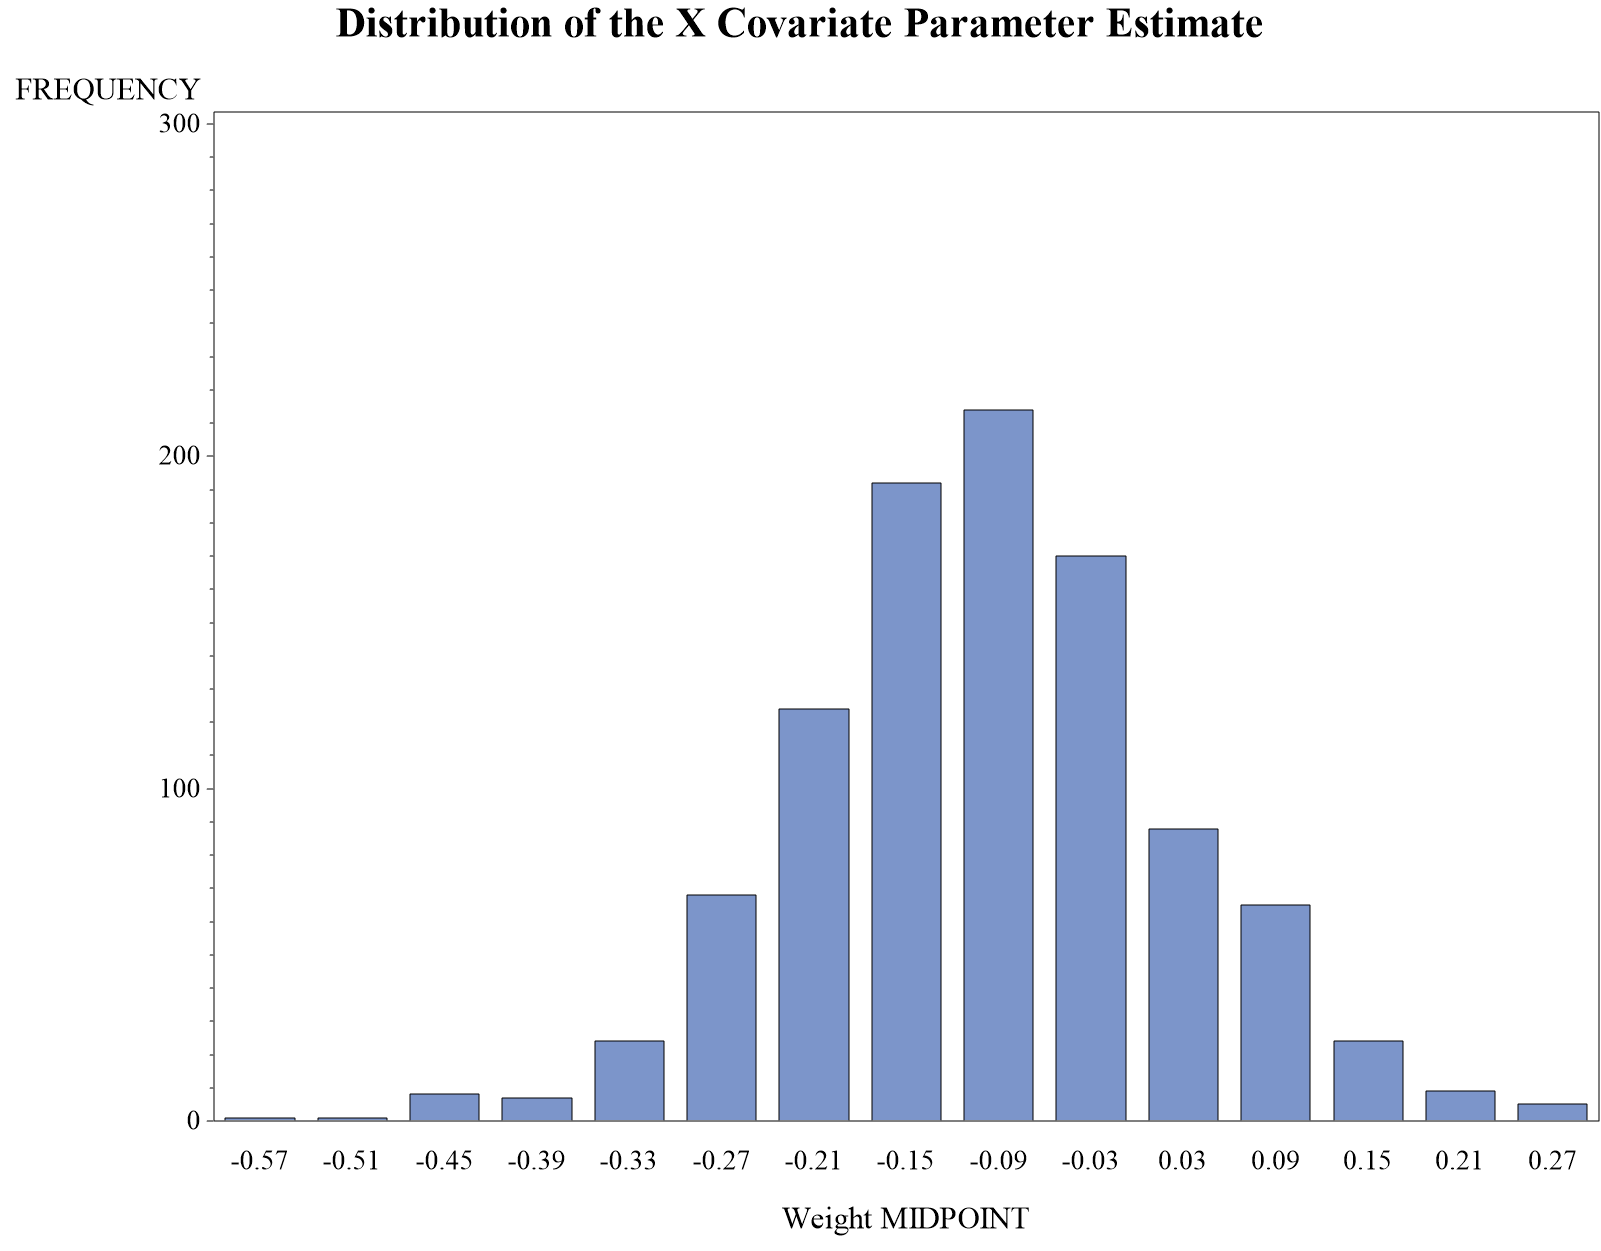 Distribution of the X Covariate Parameter Estimate
FREQUENCY
300
200
100
0
-0.57 -0.51 -0.45 -0.39 -0.33 -0.27 -0.21 -0.15 -0.09 -0.03 0.03 0.09 0.15 0.21 0.27
Weight MIDPOINT